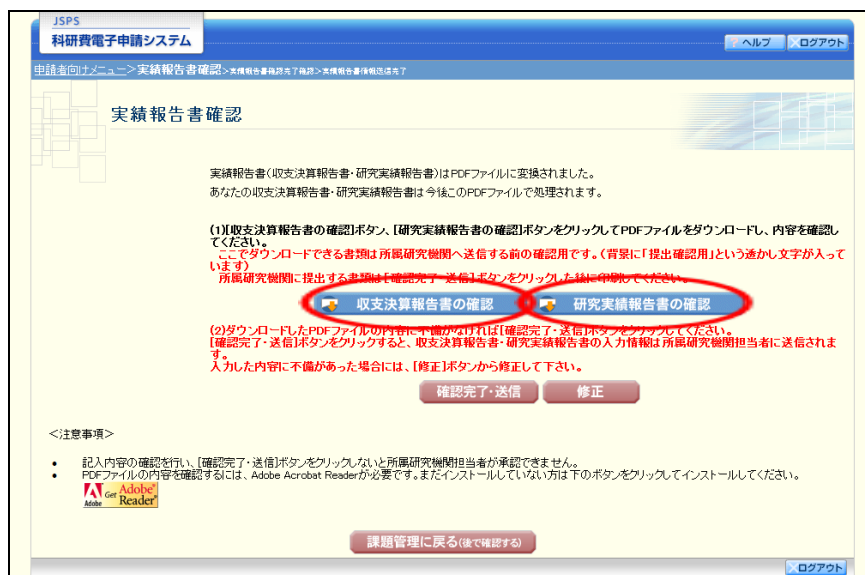 JSPS
科研費電子申請システム
? ヘルプ
×ログアウト
申請者向けメニュー>実績報告書確認>実績報告書確認完了確認>実績報告書情報送信完了
実績報告書確認
実績報告書(収支決算報告書・研究実績報告書)はPDFファイルに変換されました。
あなたの収支決算報告書・研究実績報告書は今後このPDFファイルで処理されます。
(1)[収支決算報告書の確認]ボタン、[研究実績報告書の確認]ボタンをクリックしてPDFファイルをダウンロードし、内容を確認し
てください。
ここでダウンロードできる書類は所属研究機関へ送信する前の確認用です。(背景に「提出確認用」という透かし文字が入って
います)
所属研究機関に提出する書類は[確認完了・送信]ボタンをクリックした後に印刷してください。
収支決算報告書の確認
研究実績報告書の確認
(2)ダウンロードしたPDFファイルの内容に不備がなければ[確認完了・送信]ボタンをクリックしてください。
[確認完了・送信]ボタンをクリックすると、収支決算報告書・研究実績報告書の入力情報は所属研究機関担当者に送信されま
す。
入力した内容に不備があった場合には、[修正]ボタンから修正して下さい。
確認完了・送信
修正
<注意事項>
• 記入内容の確認を行い、[確認完了・送信]ボタンをクリックしないと所属研究機関担当者が承認できません。
• PDFファイルの内容を確認するには、Adobe Acrobat Readerが必要です。まだインストールしていない方は下のボタンをクリックしてインストールしてください。
Adobe
Get Adobe®
Reader®
課題管理に戻る(後で確認する)
×ログアウト